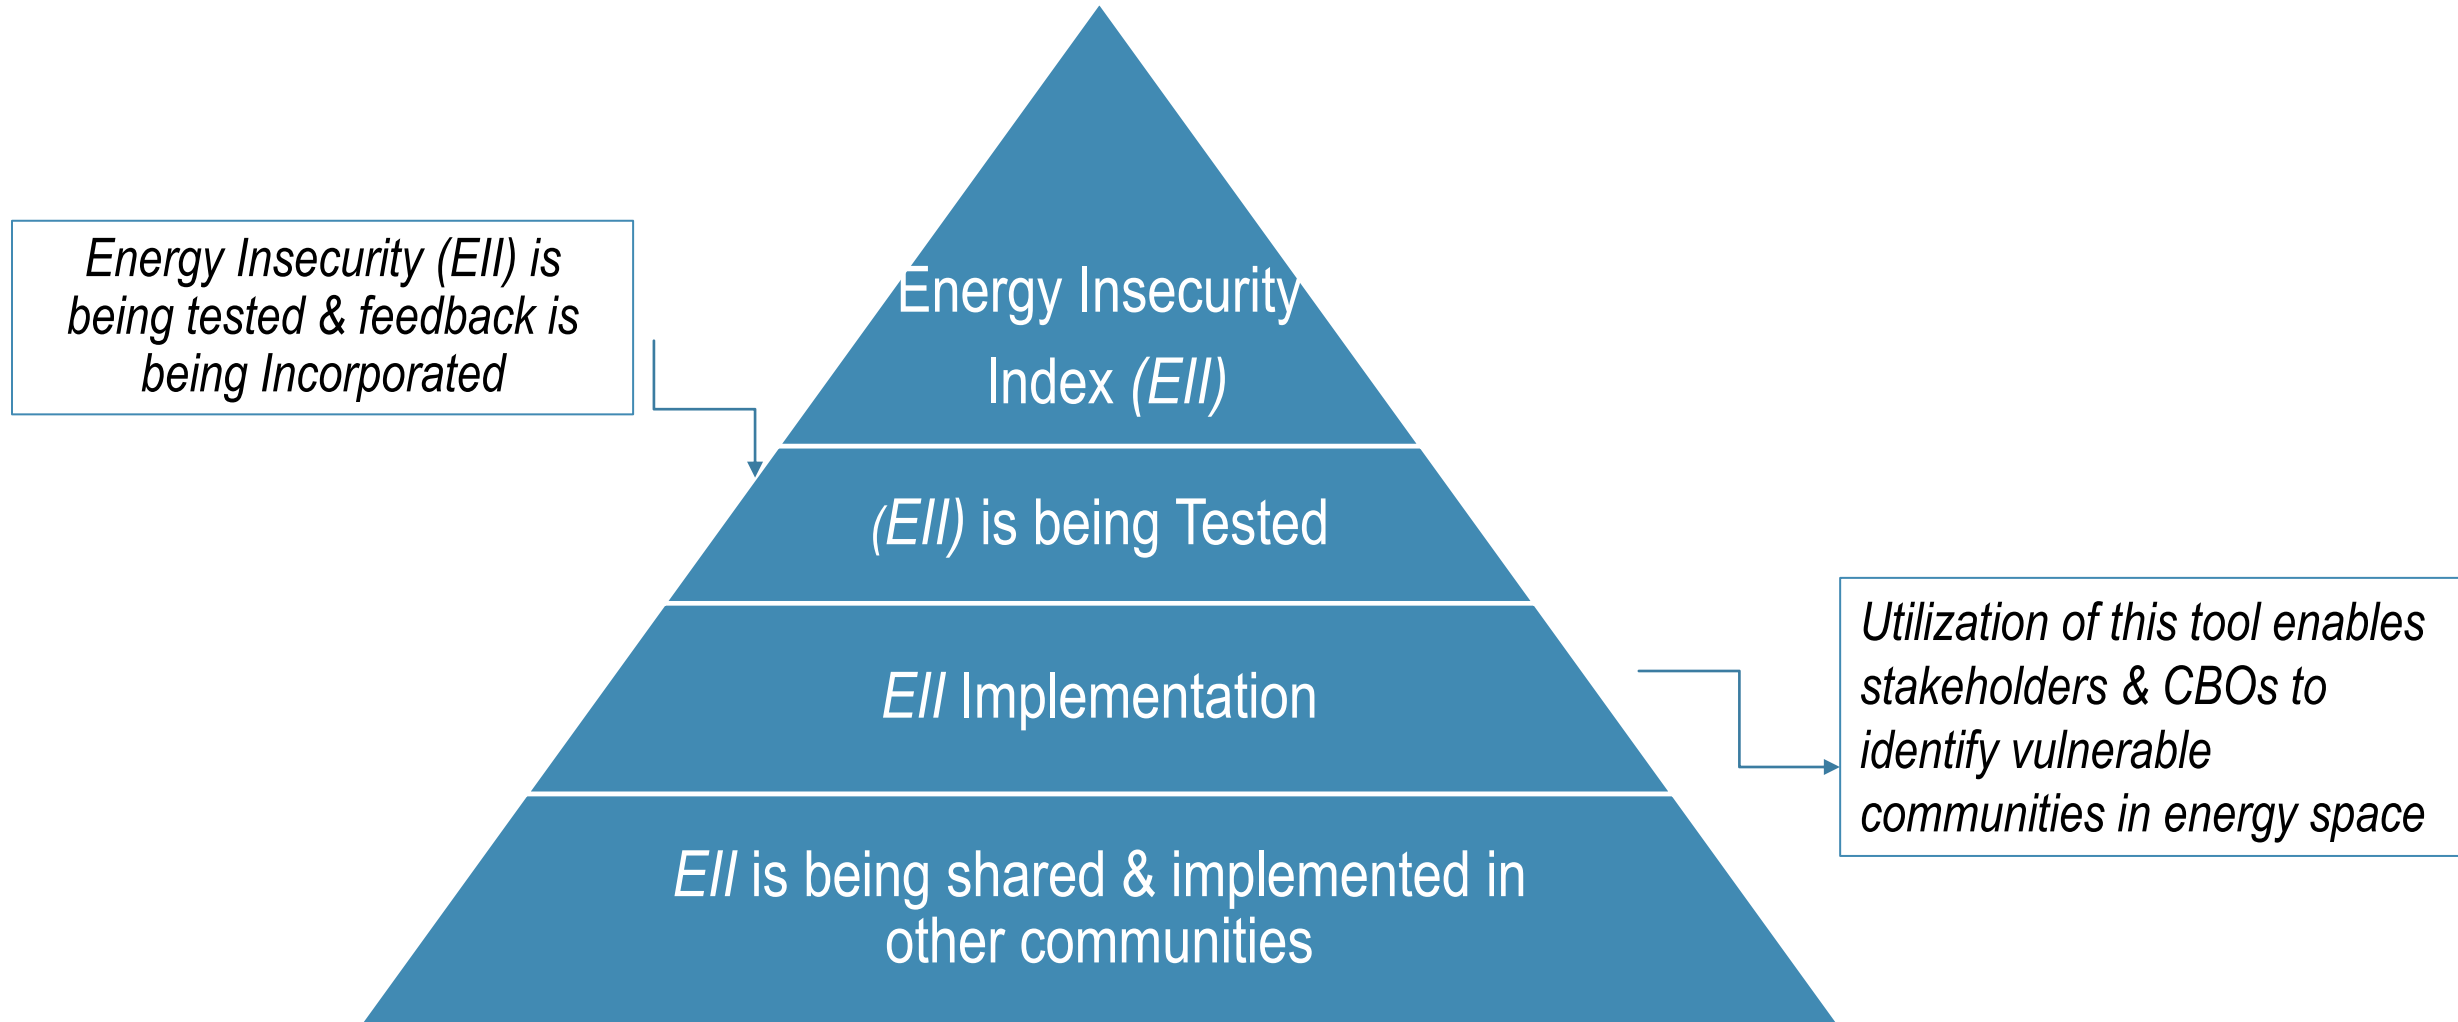 Energy Insecurity (EII) is
being tested & feedback is
being Incorporated
Energy Insecurity
Index (EII)
(EII) is being Tested
EII Implementation
Utilization of this tool enables
stakeholders & CBOs to
identify vulnerable
communities in energy space
EII is being shared & implemented in
other communities